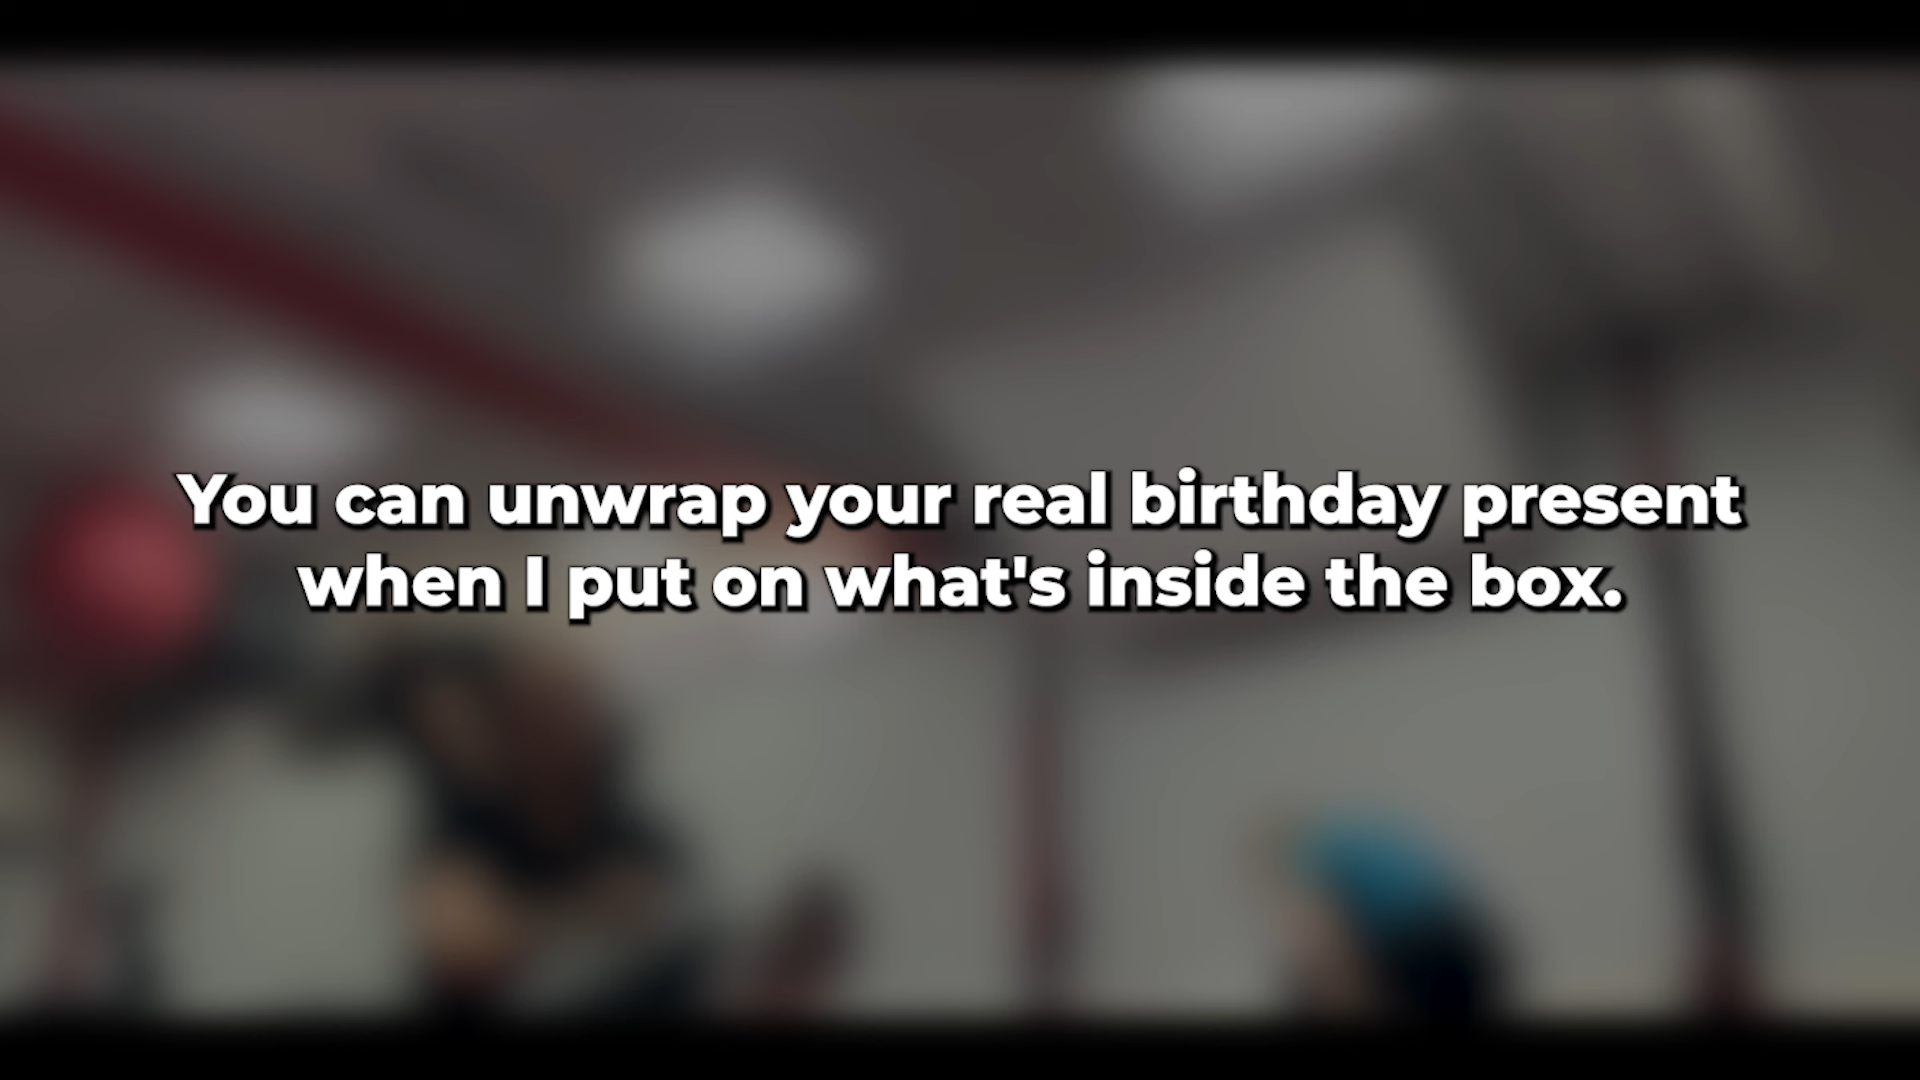 You can unwrap your real birthday present
when I put on what's inside the box.